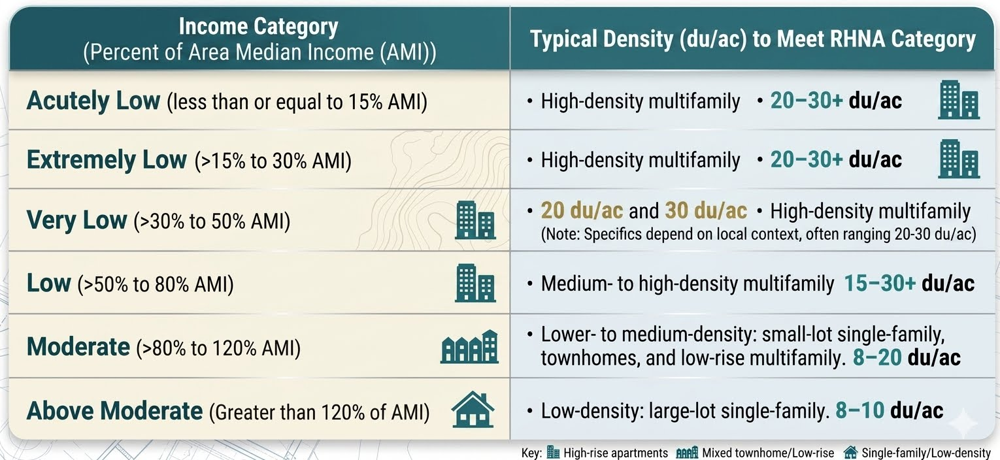 Income Category
(Percent of Area Median Income (AMI))
Typical Density (du/ac) to Meet RHNA Category
Acutely Low (less than or equal to 15% AMI)
• High-density multifamily • 20–30+ du/ac
Extremely Low (>15% to 30% AMI)
• High-density multifamily • 20–30+ du/ac
Very Low (>30% to 50% AMI)
• 20 du/ac and 30 du/ac • High-density multifamily
(Note: Specifics depend on local context, often ranging 20-30 du/ac)
Low (>50% to 80% AMI)
• Medium- to high-density multifamily 15–30+ du/ac
Moderate (>80% to 120% AMI)
• Lower- to medium-density: small-lot single-family,
townhomes, and low-rise multifamily. 8–20 du/ac
Above Moderate (Greater than 120% of AMI)
• Low-density: large-lot single-family. 8–10 du/ac
Key: High-rise apartments Mixed townhome/Low-rise Single-family/Low-density